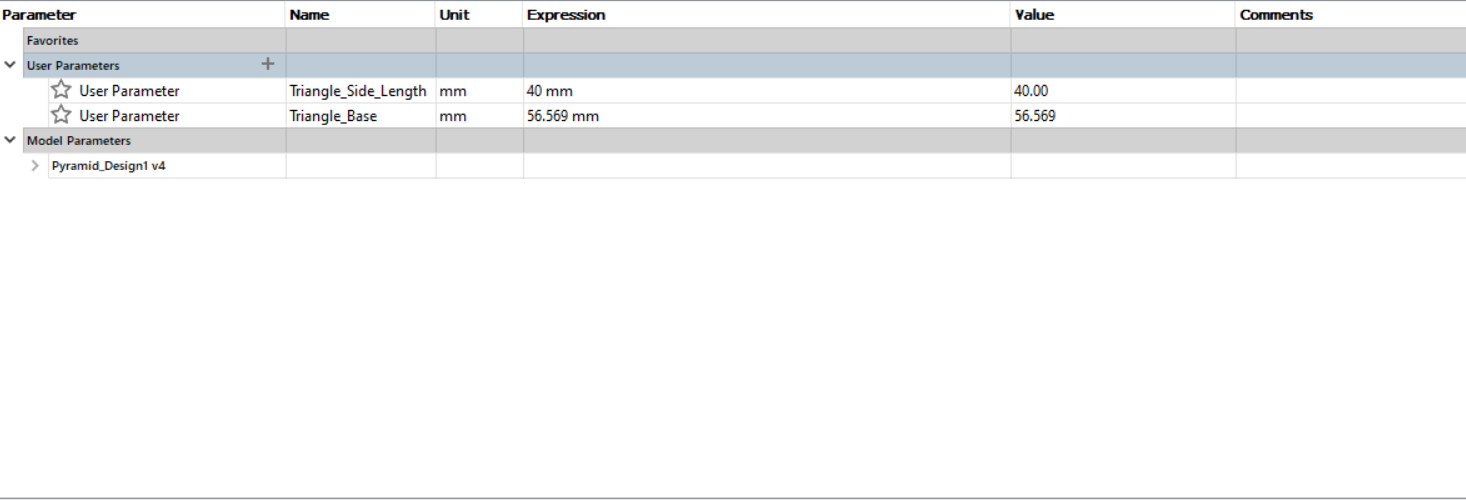 Parameter Name Unit Expression Value Comments
Favorites
User Parameters +
User Parameter Triangle_Side_Length mm 40 mm 40.00
User Parameter Triangle_Base mm 56.569 mm 56.569
Model Parameters
Pyramid_Design1 v4